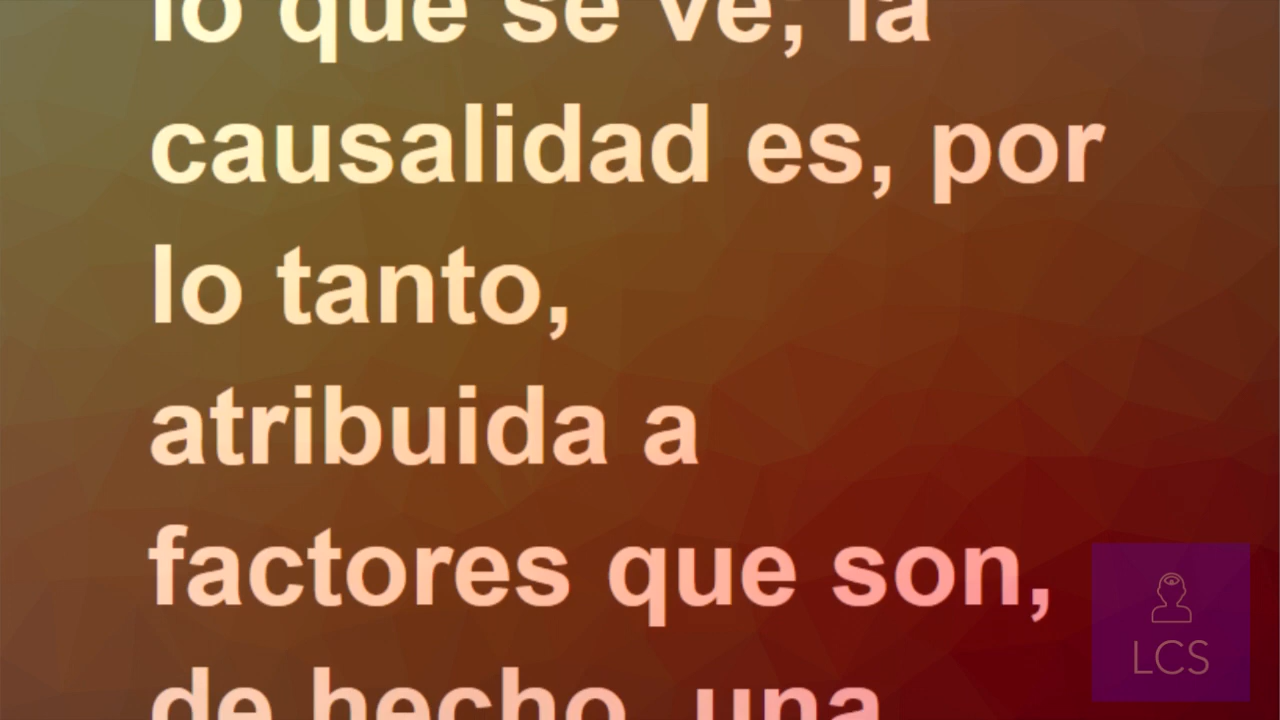 lo que se ve; la
causalidad es, por
lo tanto,
atribuida a
factores que son,
de hecho, una
LCS